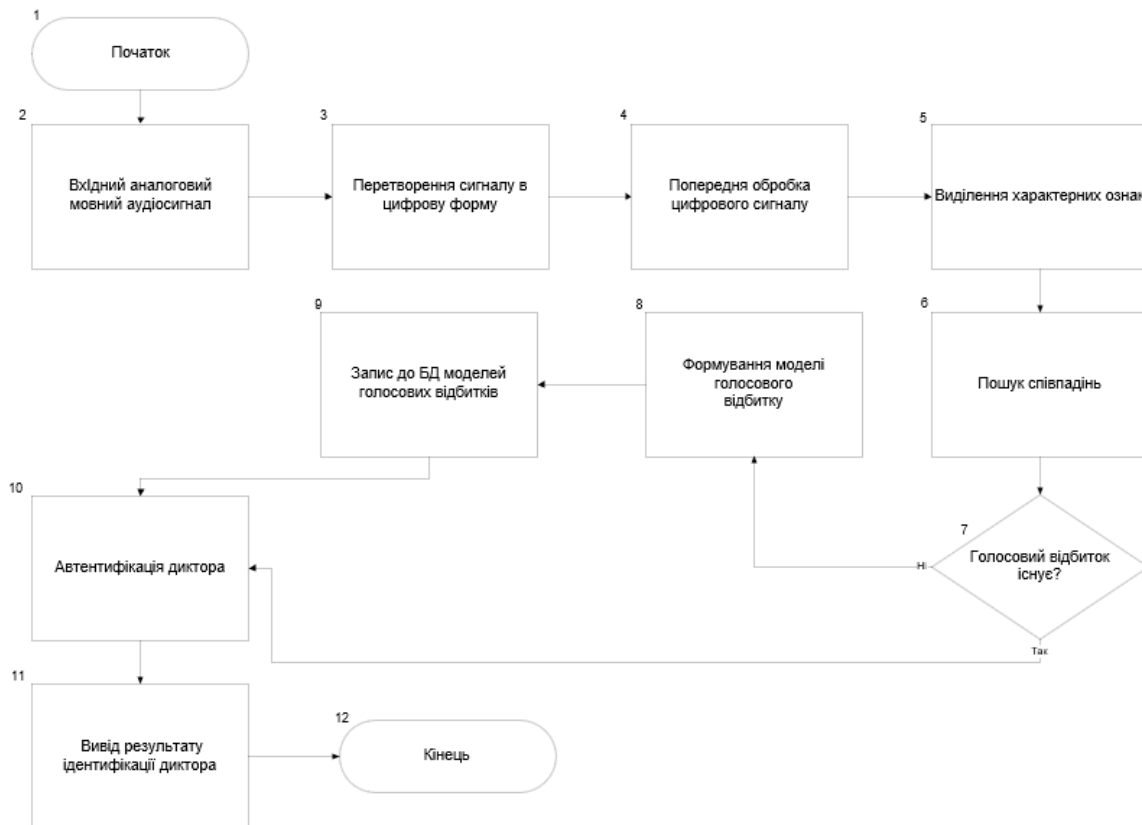 1
Початок
2
ВхІдний аналоговий
мовний аудіосигнал
3
Перетворення сигналу в
цифрову форму
4
Попередня обробка
цифрового сигналу
5
Виділення характерних ознак
6
Пошук співпадінь
7
Голосовий відбиток
існує?
Ні
Так
8
Формування моделі
голосового
відбитку
9
Запис до БД моделей
голосових відбитків
10
Автентифікація диктора
11
Вивід результату
ідентифікації диктора
12
Кінець